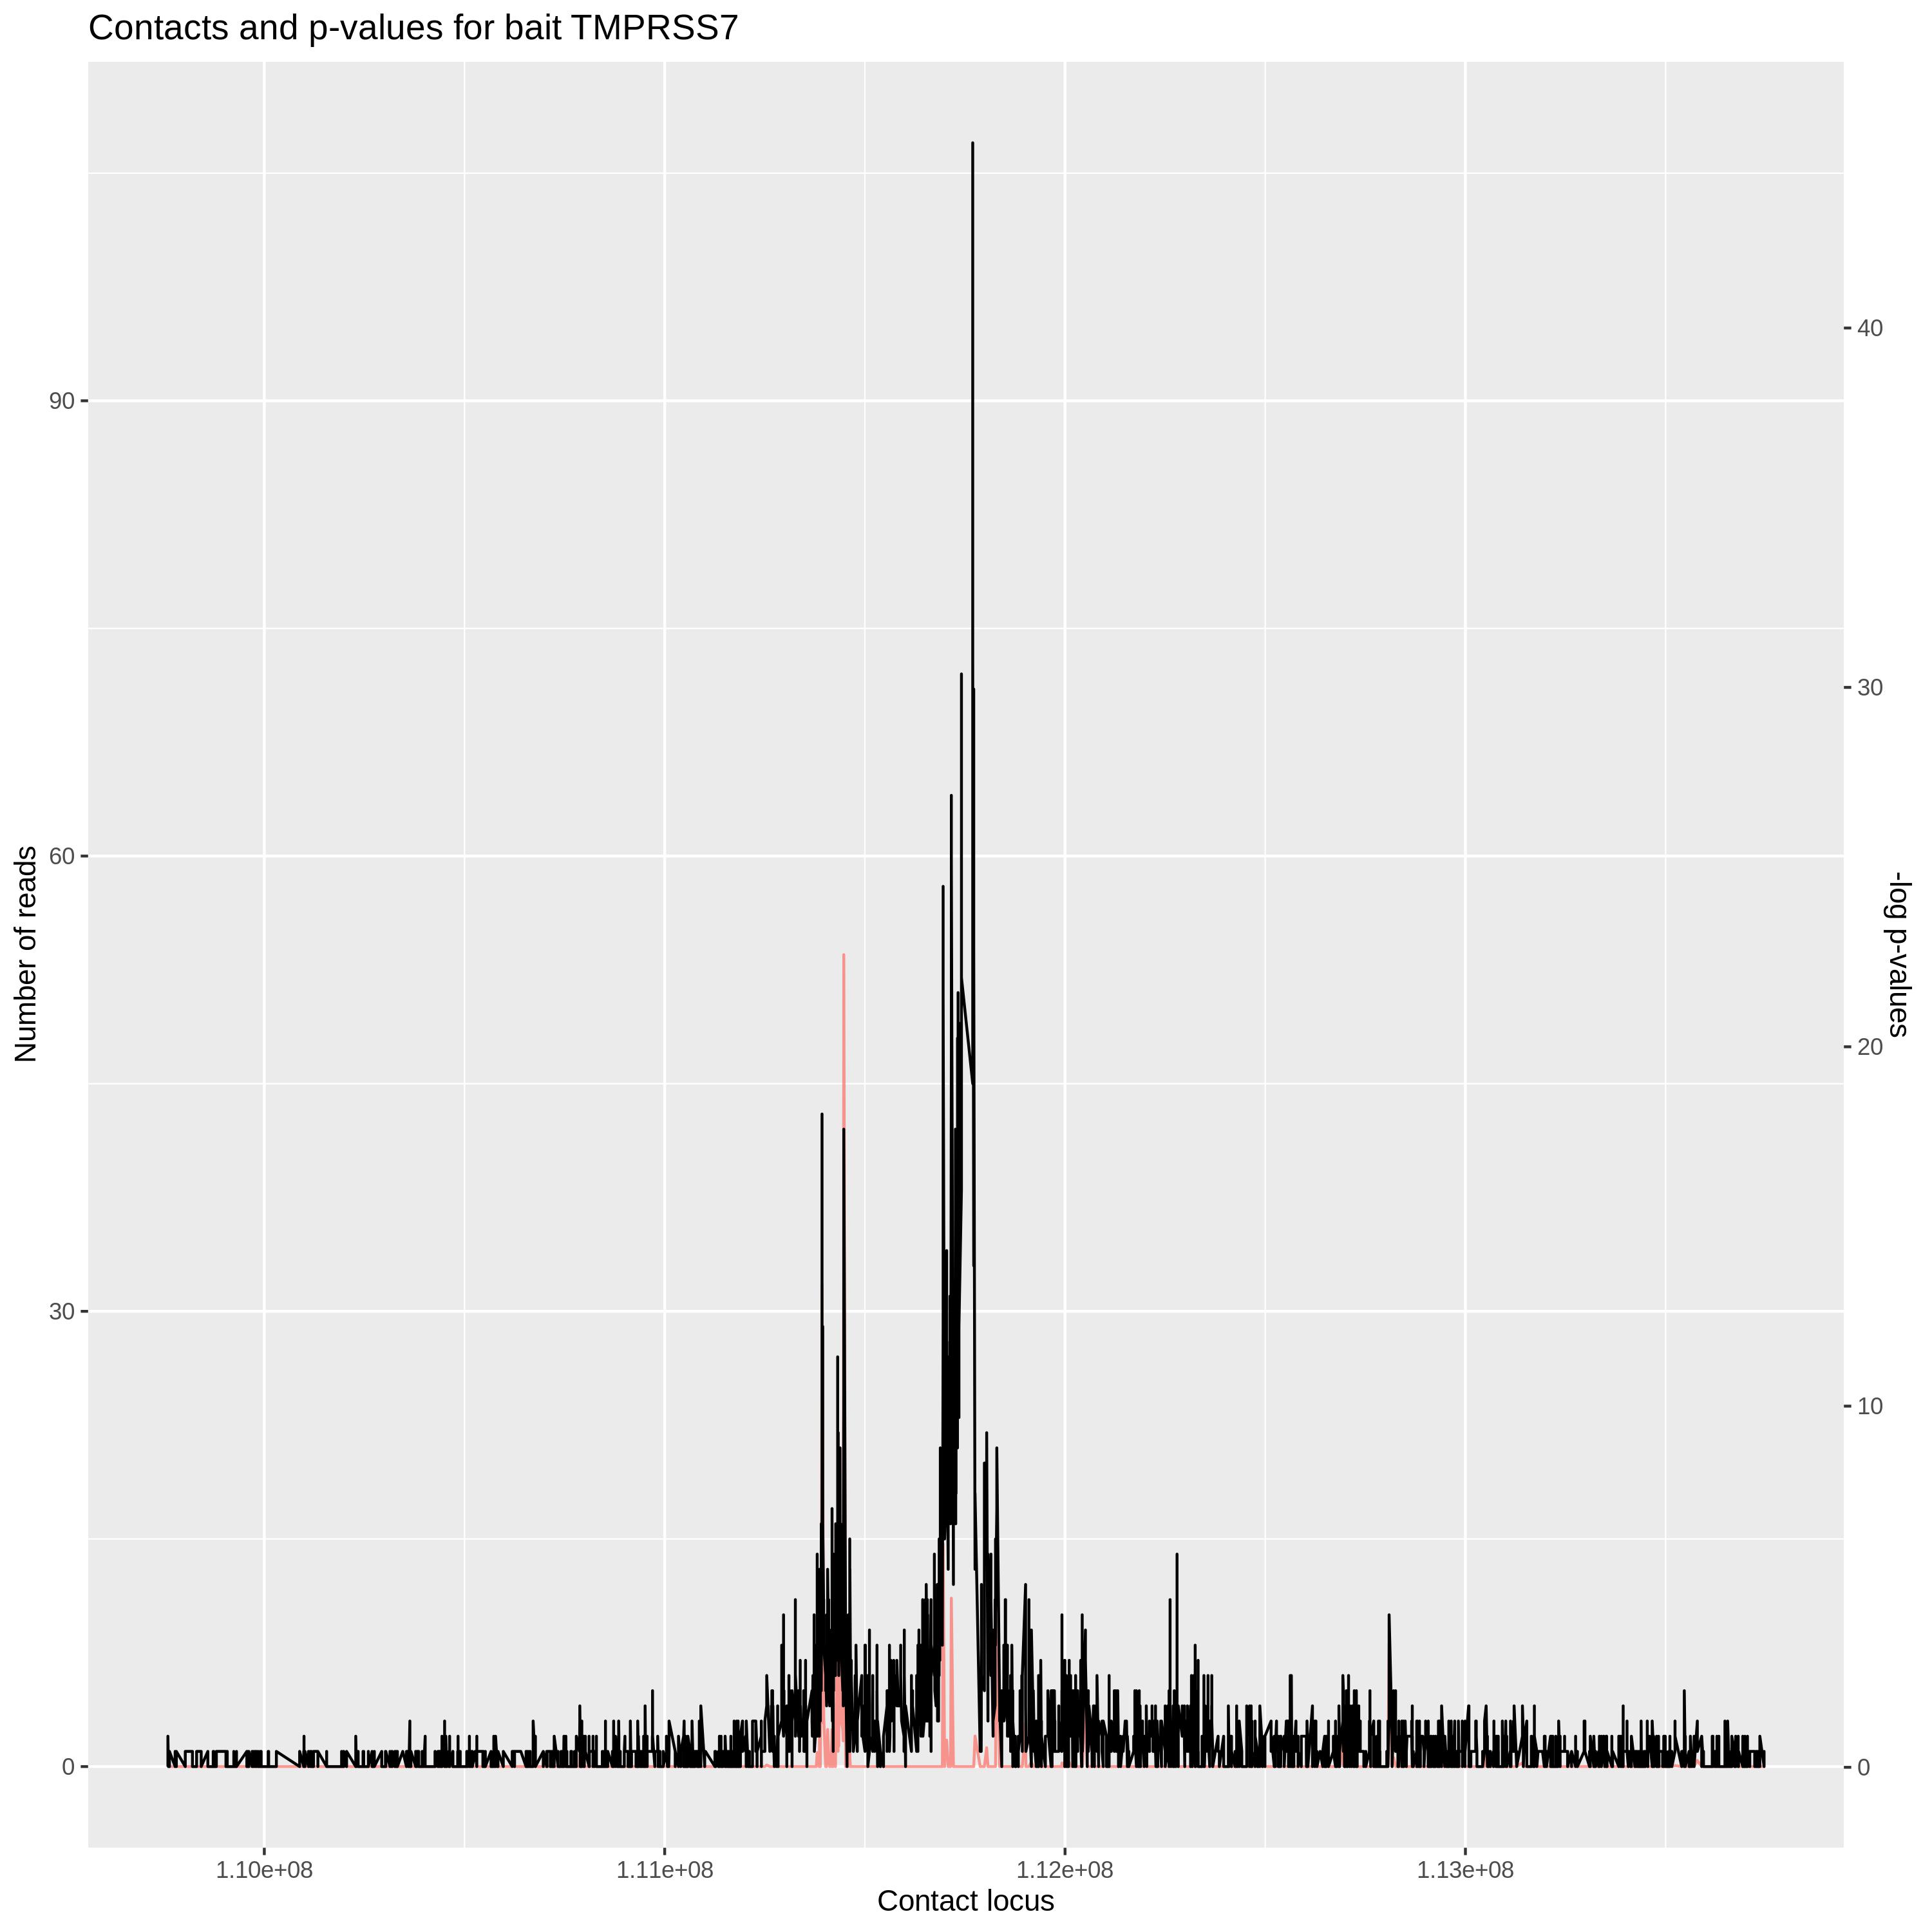 Contacts and p-values for bait TMPRSS7
Number of reads
90
60
30
0
40
30
20
10
0
-log p-values
1.10e+08
1.11e+08
1.12e+08
1.13e+08
Contact locus